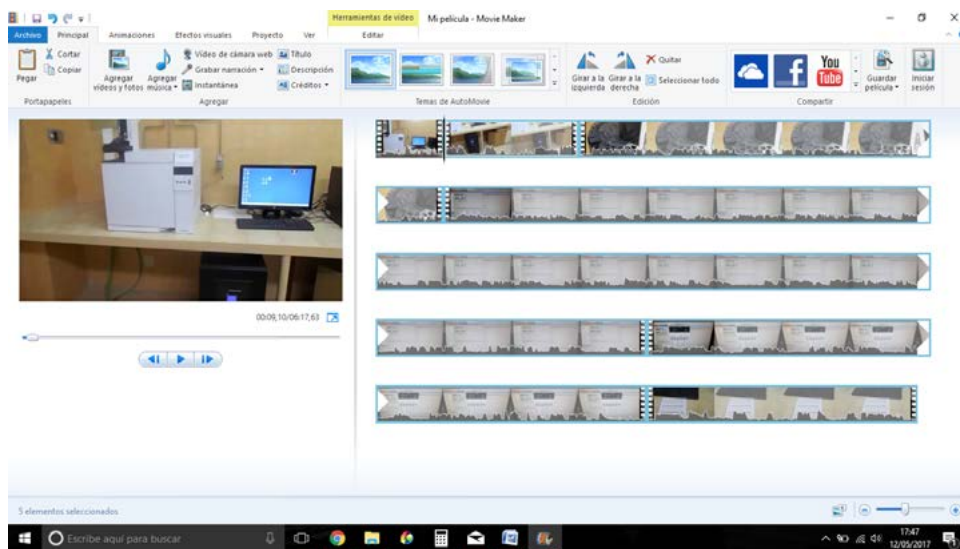 Herramientas de vídeo
Mi película - Movie Maker
Archivo Principal Animaciones Efectos visuales Proyecto Ver Editar
Pegar
Cortar
Copiar
Portapapeles
Agregar vídeos y fotos
Agregar música
Vídeo de cámara web
Grabar narración
Instantánea
Título
Descripción
Créditos
Agregar
Temas de AutoMovie
Girar a la izquierda
Girar a la derecha
Quitar
Seleccionar todo
Edición
f
You
Tube
Compartir
Guardar película
Iniciar sesión
00:09,10/06:17,63
5 elementos seleccionados
Escribe aquí para buscar
17:47
12/05/2017